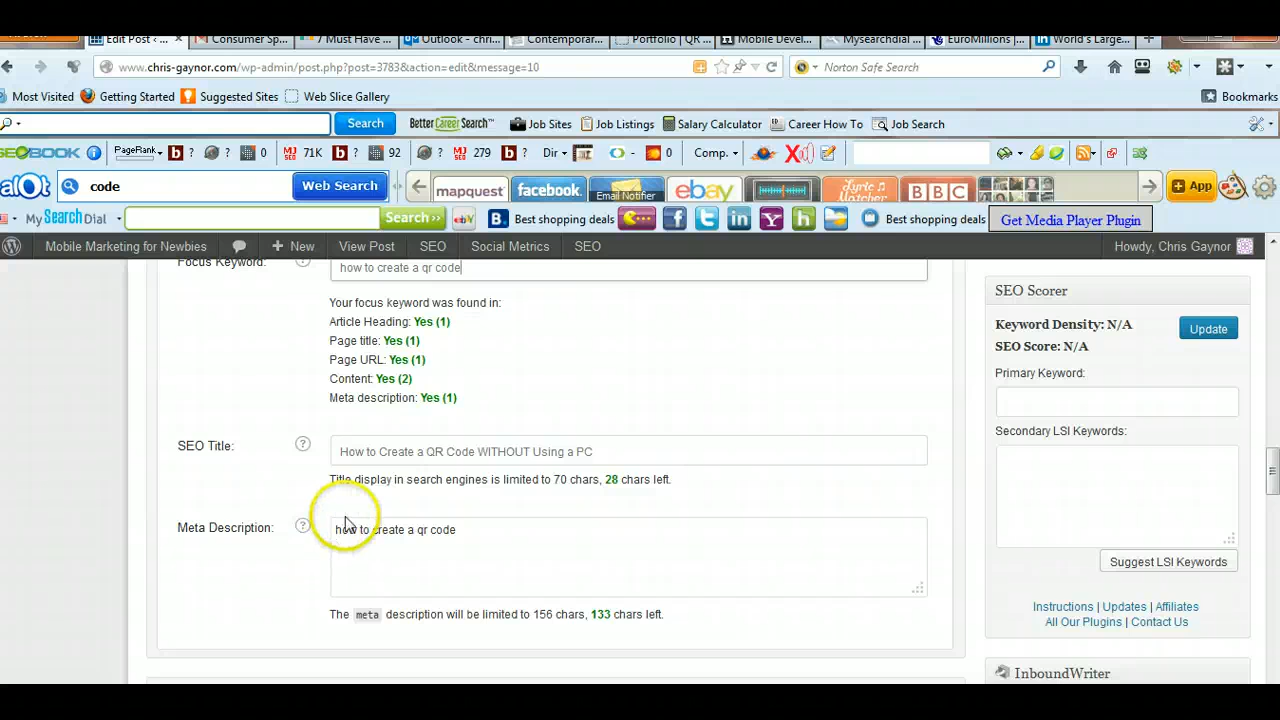 Edit Post ‹ ...
Consumer Sp...
7 Must Have ...
Outlook - chri...
Contemporar...
Portfolio | QR ...
Mobile Devel...
Mysearchdial ...
EuroMillions |...
World's Larg...
www.chris-gaynor.com/wp-admin/post.php?post=3783&action=edit&message=10
Norton Safe Search
Most Visited
Getting Started
Suggested Sites
Web Slice Gallery
Bookmarks
Search
BetterCareerSearch™
Job Sites
Job Listings
Salary Calculator
Career How To
Job Search
SEOBOOK
PageRank
0
MJ SEO 71K
92
MJ SEO 279
Dir
0
Comp.
alOt
code
Web Search
mapquest
facebook.
Email Notifier
ebay
Lyric Matcher
BBC
App
My SearchDial
Search>>
Best shopping deals
Best shopping deals
Get Media Player Plugin
Mobile Marketing for Newbies
+ New
View Post
SEO
Social Metrics
SEO
Howdy, Chris Gaynor
Focus Keyword:
?
how to create a qr code
Your focus keyword was found in:
Article Heading: Yes (1)
Page title: Yes (1)
Page URL: Yes (1)
Content: Yes (2)
Meta description: Yes (1)
SEO Title:
?
How to Create a QR Code WITHOUT Using a PC
Title display in search engines is limited to 70 chars, 28 chars left.
Meta Description:
?
how to create a qr code
The meta description will be limited to 156 chars, 133 chars left.
SEO Scorer
Keyword Density: N/A
Update
SEO Score: N/A
Primary Keyword:
Secondary LSI Keywords:
Suggest LSI Keywords
Instructions | Updates | Affiliates
All Our Plugins | Contact Us
InboundWriter